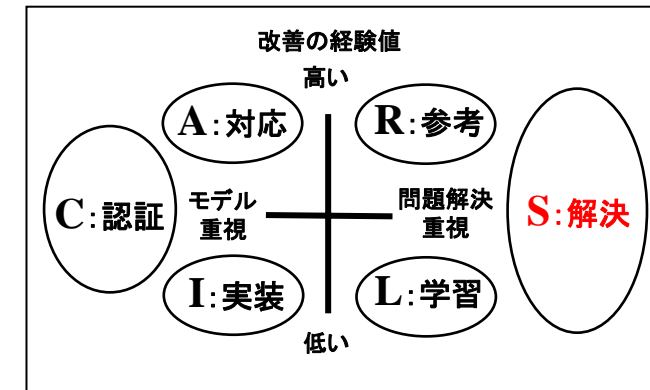 改善の経験値
高い
A:対応
R:参考
C:認証
モデル
重視
問題解決
重視
S:解決
I:実装
L:学習
低い